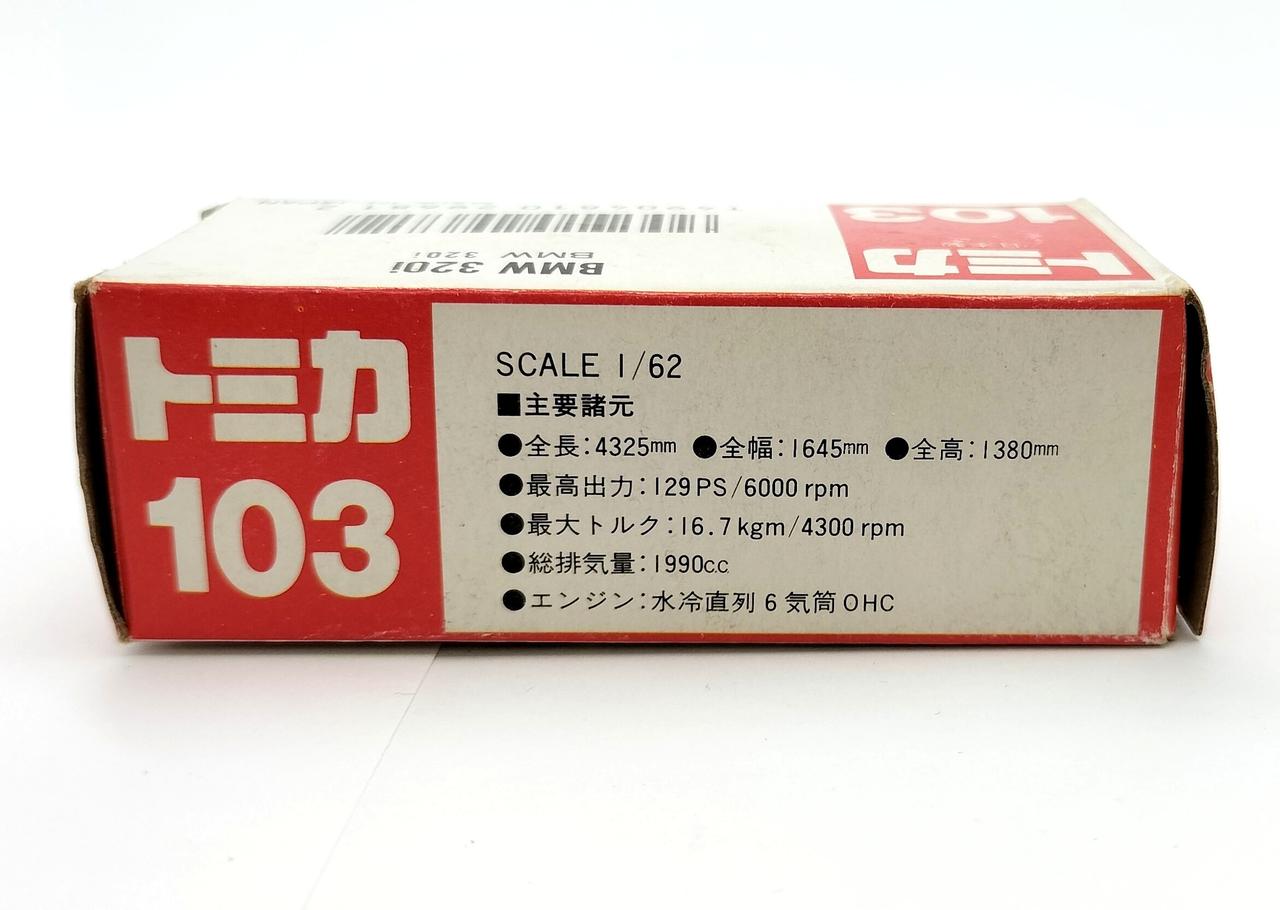 103
トミカ
BMW 320i
BMW 320i
トミカ
103
SCALE 1/62
■主要諸元
●全長:4325mm ●全幅:1645mm ●全高:1380mm
●最高出力:129PS/6000rpm
●最大トルク:16.7kgm/4300rpm
●総排気量:1990c.c.
●エンジン:水冷直列6気筒OHC